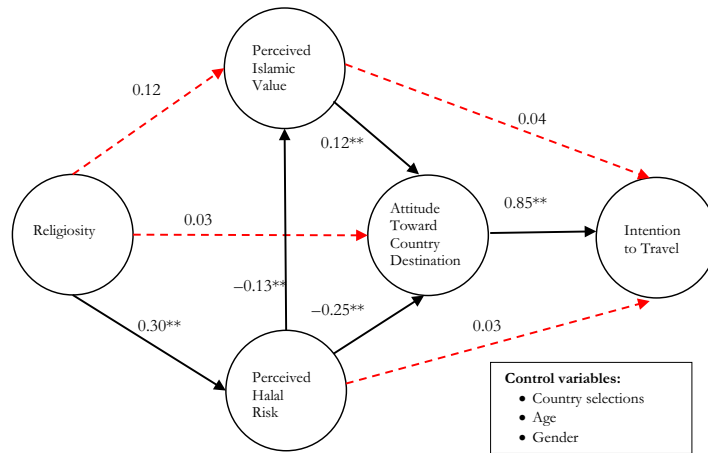 Perceived
Islamic
Value
0.12
0.04
0.12**
Religiosity
0.03
Attitude
Toward
Country
Destination
0.85**
Intention
to Travel
−0.13**
−0.25**
0.30**
0.03
Perceived
Halal
Risk
Control variables:
• Country selections
• Age
• Gender